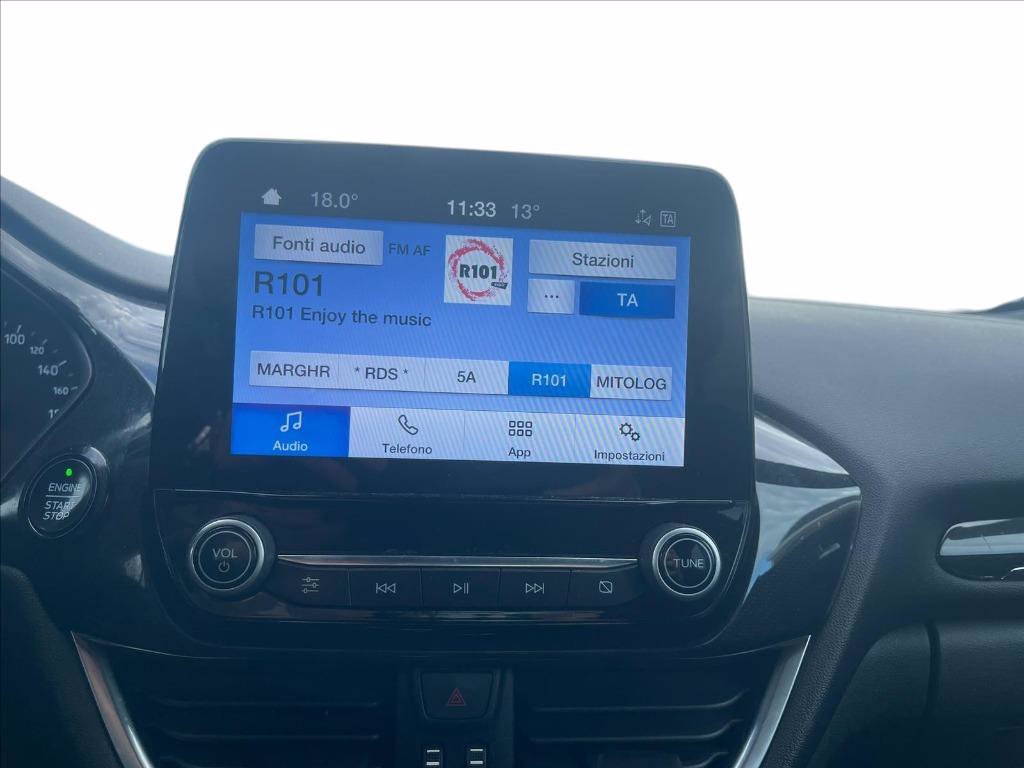 18.0° 11:33 13° TA
Fonti audio FM AF R101 Stazioni
R101
... TA
R101 Enjoy the music
MARGHR * RDS * 5A R101 MITOLOG
Audio Telefono App Impostazioni
100
120
140
160
ENGINE
START
STOP
VOL
TUNE